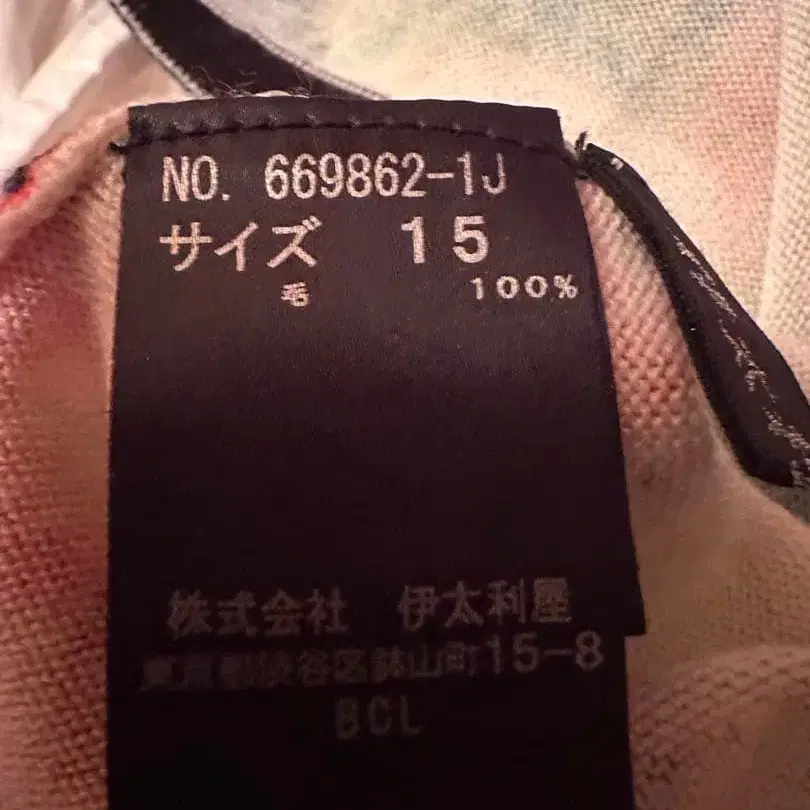 NO. 669862-1J
サイズ 15
毛 100%
株式会社 伊太利屋
東京都渋谷区鉢山町15-8
BCL